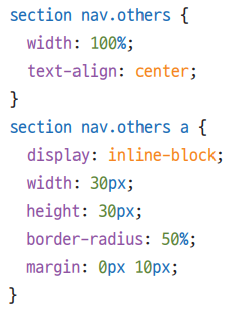 section nav.others {
width: 100%;
text-align: center;
}
section nav.others a {
display: inline-block;
width: 30px;
height: 30px;
border-radius: 50%;
margin: 0px 10px;
}